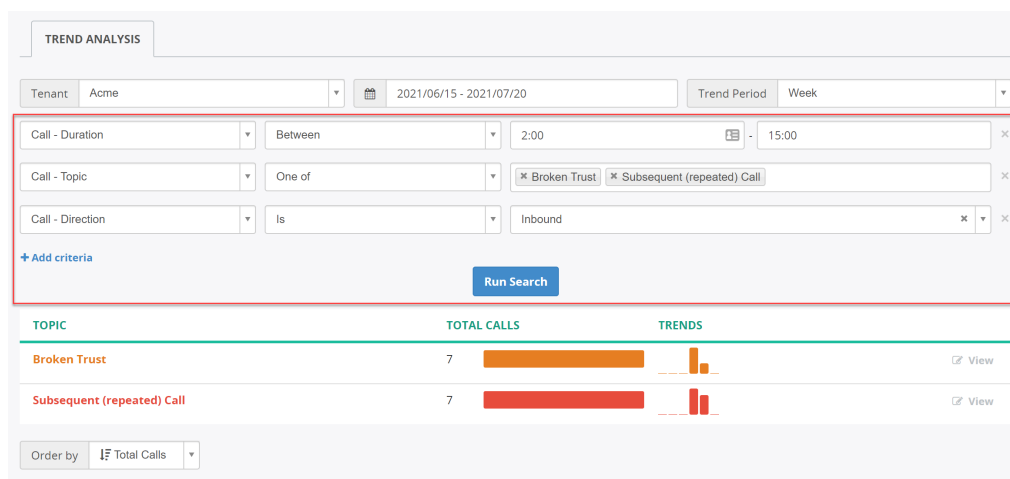 TREND ANALYSIS
Tenant Acme 2021/06/15 - 2021/07/20 Trend Period Week
Call - Duration Between 2:00 - 15:00
Call - Topic One of × Broken Trust × Subsequent (repeated) Call
Call - Direction Is Inbound
+ Add criteria
Run Search
TOPIC TOTAL CALLS TRENDS
Broken Trust 7 View
Subsequent (repeated) Call 7 View
Order by Total Calls